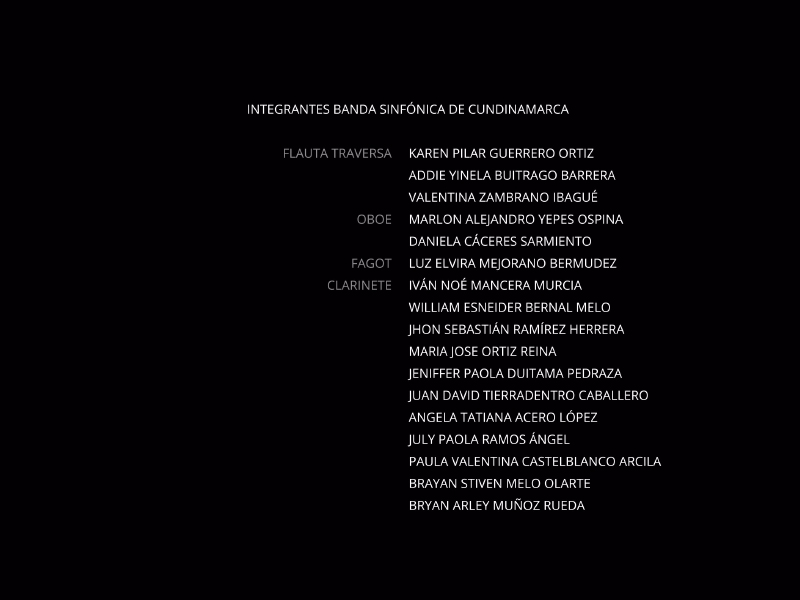 INTEGRANTES BANDA SINFÓNICA DE CUNDINAMARCA
FLAUTA TRAVERSA KAREN PILAR GUERRERO ORTIZ
ADDIE YINELA BUITRAGO BARRERA
VALENTINA ZAMBRANO IBAGUÉ
OBOE MARLON ALEJANDRO YEPES OSPINA
DANIELA CÁCERES SARMIENTO
FAGOT LUZ ELVIRA MEJORANO BERMUDEZ
CLARINETE IVÁN NOÉ MANCERA MURCIA
WILLIAM ESNEIDER BERNAL MELO
JHON SEBASTIÁN RAMÍREZ HERRERA
MARIA JOSE ORTIZ REINA
JENIFFER PAOLA DUITAMA PEDRAZA
JUAN DAVID TIERRADENTRO CABALLERO
ANGELA TATIANA ACERO LÓPEZ
JULY PAOLA RAMOS ÁNGEL
PAULA VALENTINA CASTELBLANCO ARCILA
BRAYAN STIVEN MELO OLARTE
BRYAN ARLEY MUÑOZ RUEDA